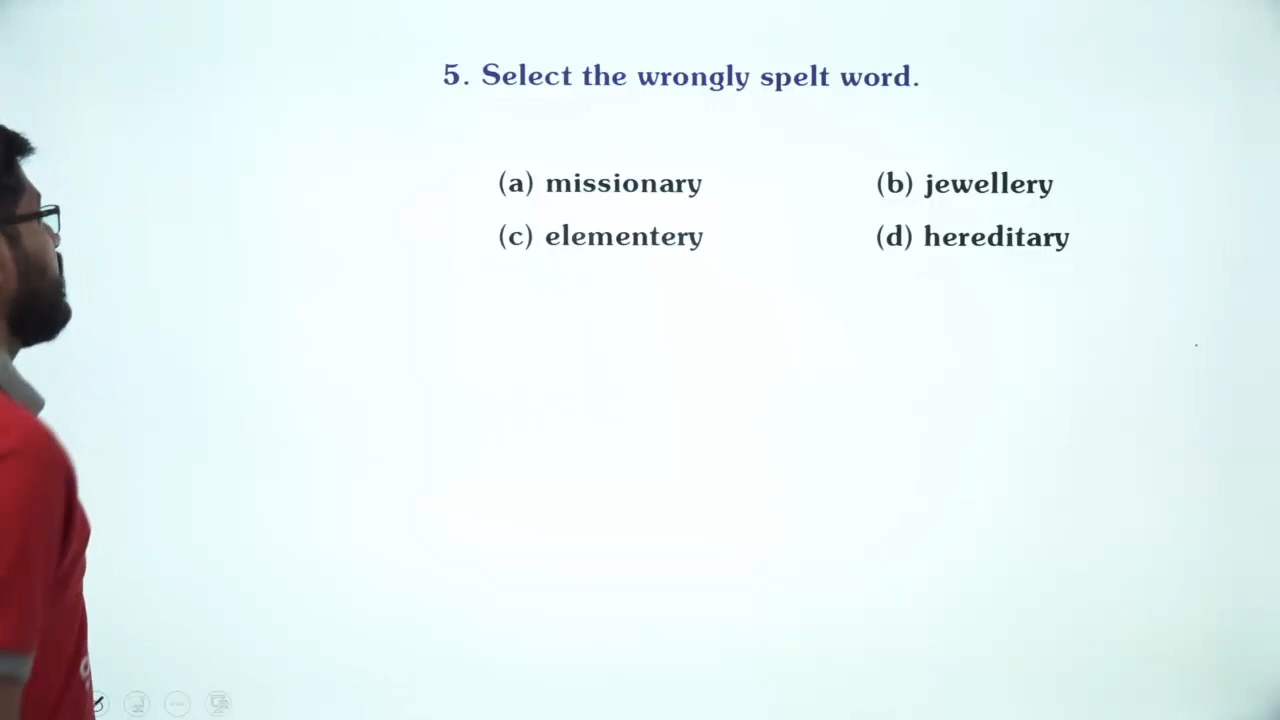 5. Select the wrongly spelt word.
(a) missionary (b) jewellery
(c) elementery (d) hereditary